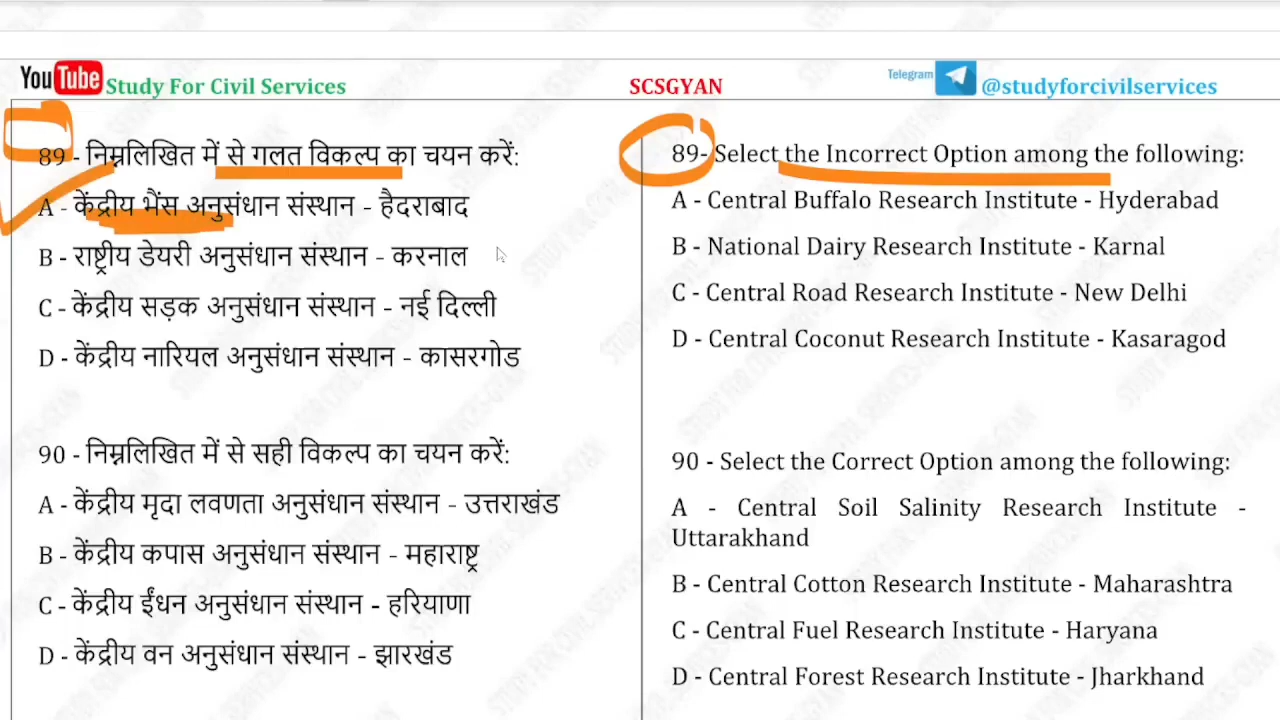 YouTube Study For Civil Services
SCSGYAN
Telegram @studyforcivilservices
89 - निम्नलिखित में से गलत विकल्प का चयन करें:
A - केंद्रीय भैंस अनुसंधान संस्थान - हैदराबाद
B - राष्ट्रीय डेयरी अनुसंधान संस्थान - करनाल
C - केंद्रीय सड़क अनुसंधान संस्थान - नई दिल्ली
D - केंद्रीय नारियल अनुसंधान संस्थान - कासरगोड
90 - निम्नलिखित में से सही विकल्प का चयन करें:
A - केंद्रीय मृदा लवणता अनुसंधान संस्थान - उत्तराखंड
B - केंद्रीय कपास अनुसंधान संस्थान - महाराष्ट्र
C - केंद्रीय ईंधन अनुसंधान संस्थान - हरियाणा
D - केंद्रीय वन अनुसंधान संस्थान - झारखंड
89- Select the Incorrect Option among the following:
A - Central Buffalo Research Institute - Hyderabad
B - National Dairy Research Institute - Karnal
C - Central Road Research Institute - New Delhi
D - Central Coconut Research Institute - Kasaragod
90 - Select the Correct Option among the following:
A - Central Soil Salinity Research Institute -
Uttarakhand
B - Central Cotton Research Institute - Maharashtra
C - Central Fuel Research Institute - Haryana
D - Central Forest Research Institute - Jharkhand